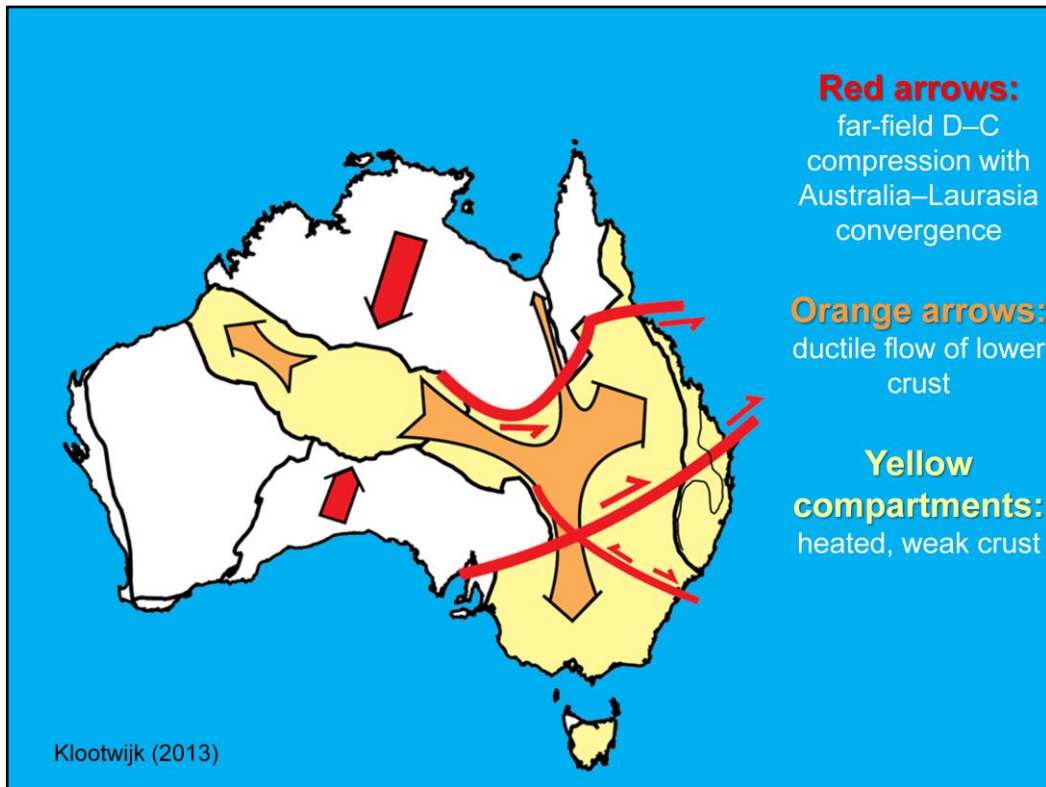 Red arrows:
far-field D–C
compression with
Australia–Laurasia
convergence
Orange arrows:
ductile flow of lower
crust
Yellow
compartments:
heated, weak crust
Klootwijk (2013)